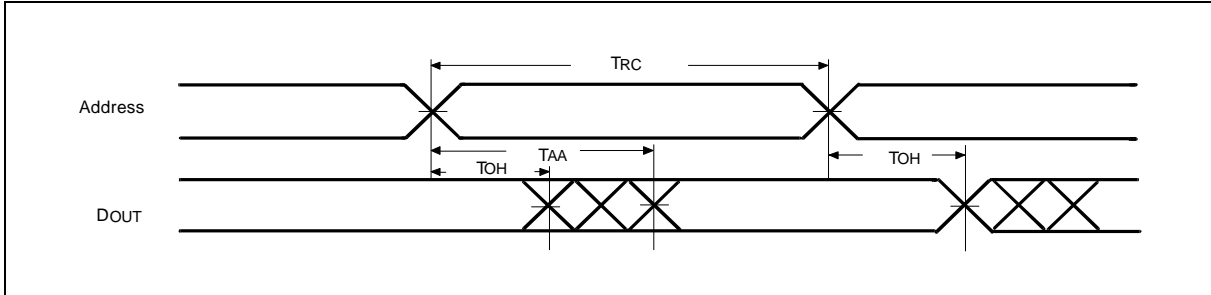 TRC
Address
TAA
TOH
TOH
DOUT